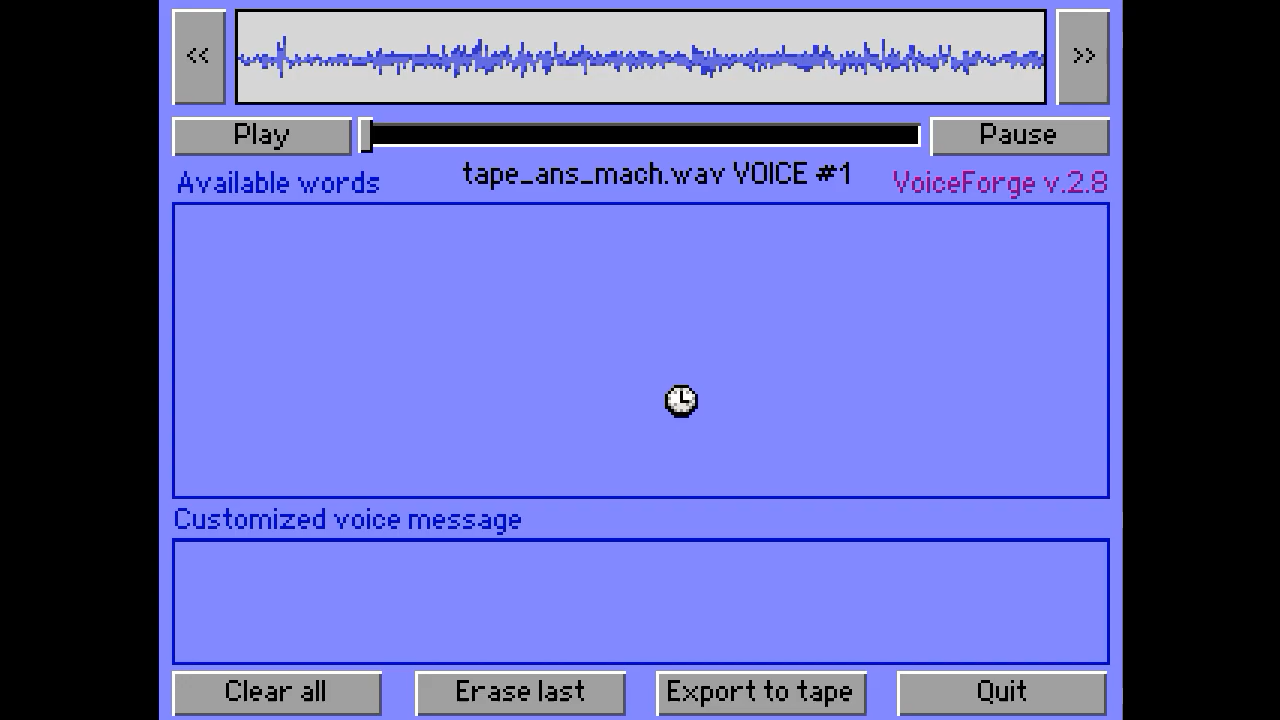 << >>
Play Pause
tape_ans_mach.wav VOICE #1
Available words VoiceForge v.2.8
Customized voice message
Clear all Erase last Export to tape Quit